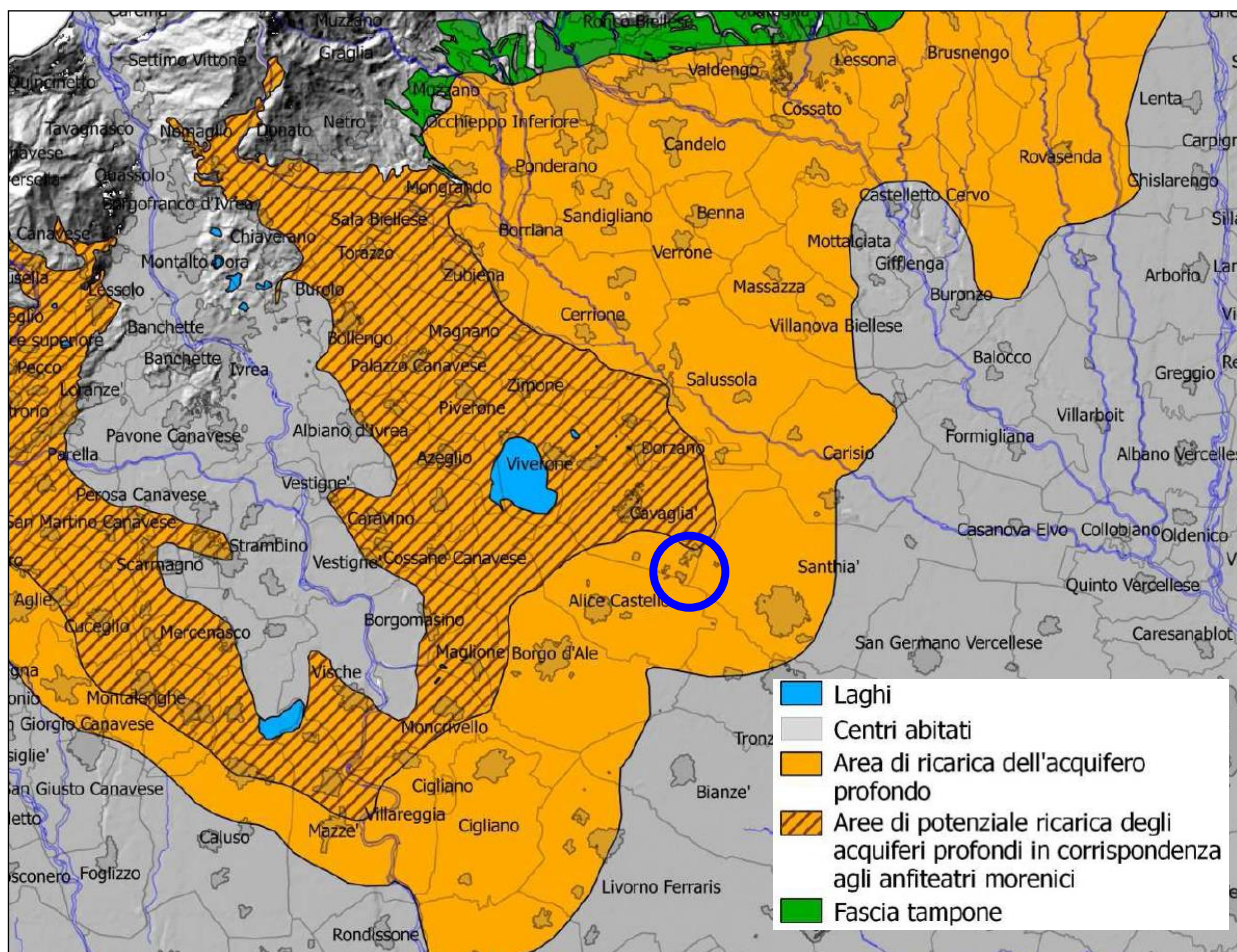 Muzzano
Ronco Biellese
Graglia
Settimo Vittone
Brusnengo
Lessona
Valdengo
Quincinetto
Muzzano
Cossato
Lenta
Tavagnasco
Nomaglio
Donato
Netro
Occhieppo Inferiore
Candelo
Rovasenda
Ponderano
Quassolo
Mongrando
Ghislarengo
Castelletto Cervo
Borgofranco d'Ivrea
Sala Biellese
Sandigliano
Benna
Canavese
Chiaverano
Borriana
Mottalciata
Torazzo
Verrone
Montalto Dora
Gifflenga
Zubiena
Arborio
Lessolo
Burolo
Massazza
Buronzo
Cerrione
Banchette
Magnano
Villanova Biellese
Bollengo
ce superiore
Banchette
Ivrea
Palazzo Canavese
Balocco
Pecco
Zimone
Salussola
Greggio
Loranze'
Piverone
Villarboit
Albiano d'Ivrea
Pavone Canavese
Formigliana
Dorzano
Parella
Azeglio
Viverone
Carisio
Albano Vercellese
Vestigne'
Perosa Canavese
Cavaglia'
San Martino Canavese
Caravino
Casanova Elvo
Collobiano
Oldenico
Strambino
Vestigne'
Cossano Canavese
Scarmagno
Santhia'
Quinto Vercellese
Aglie
Alice Castello
Cuceglio
Borgomasino
Mercenasco
Caresanablot
San Germano Vercellese
Maglione
Borgo d'Ale
Vische
Montalenghe
Moncrivello
n Giorgio Canavese
Cigliano
Bianze'
San Giusto Canavese
Villareggia
Cigliano
Caluso
Mazze'
Foglizzo
Livorno Ferraris
Rondissone
Laghi
Centri abitati
Area di ricarica dell'acquifero
profondo
Aree di potenziale ricarica degli
acquiferi profondi in corrispondenza
agli anfiteatri morenici
Fascia tampone